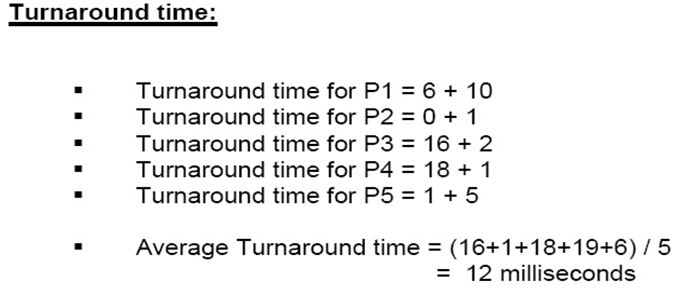 Turnaround time:
▪ Turnaround time for P1 = 6 + 10
▪ Turnaround time for P2 = 0 + 1
▪ Turnaround time for P3 = 16 + 2
▪ Turnaround time for P4 = 18 + 1
▪ Turnaround time for P5 = 1 + 5
▪ Average Turnaround time = (16+1+18+19+6) / 5
= 12 milliseconds